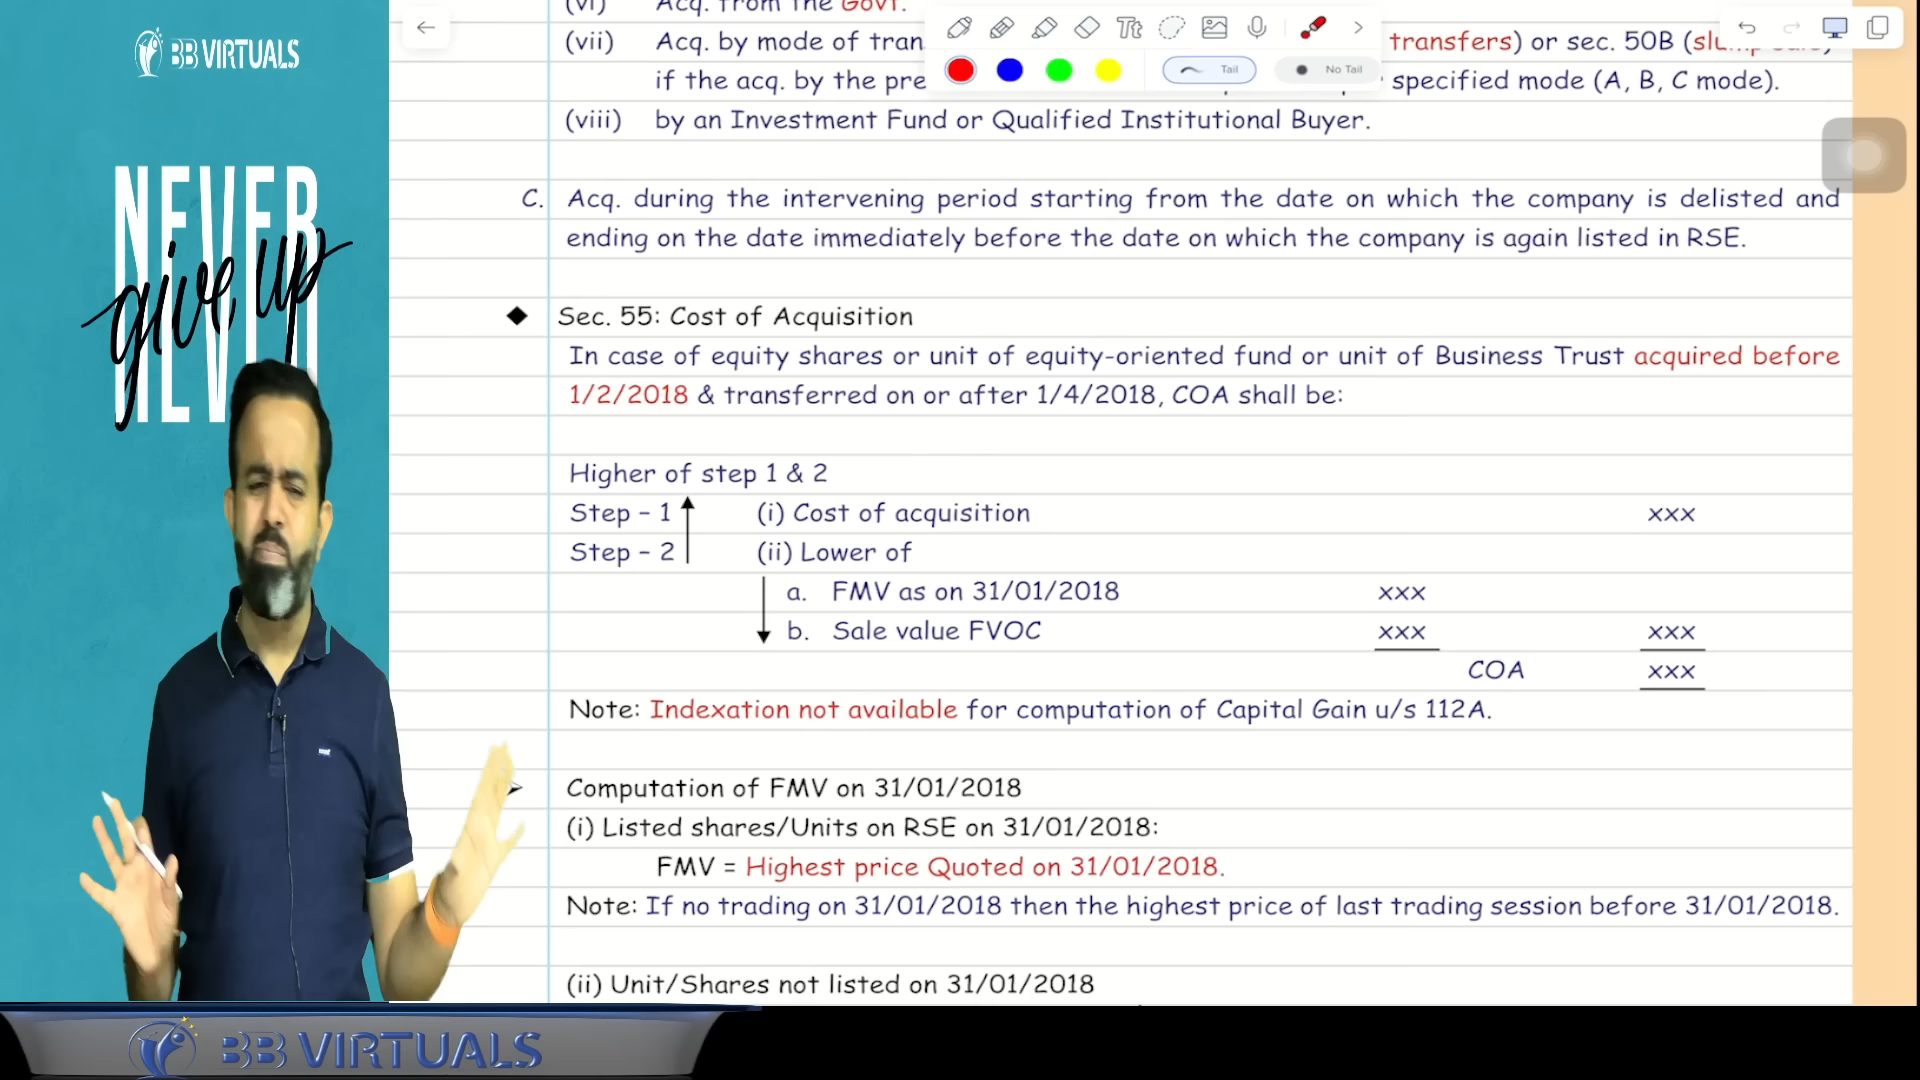 BB VIRTUALS
NEVER
give up
NEVER
(vi) Acq. from the Govt.
Tt
(vii) Acq. by mode of tran transfers) or sec. 50B (slump sale)
Tail
No Tail
if the acq. by the pre specified mode (A, B, C mode).
(viii) by an Investment Fund or Qualified Institutional Buyer.
C. Acq. during the intervening period starting from the date on which the company is delisted and
ending on the date immediately before the date on which the company is again listed in RSE.
◆ Sec. 55: Cost of Acquisition
In case of equity shares or unit of equity-oriented fund or unit of Business Trust acquired before
1/2/2018 & transferred on or after 1/4/2018, COA shall be:
Higher of step 1 & 2
Step – 1 (i) Cost of acquisition xxx
Step – 2 (ii) Lower of
a. FMV as on 31/01/2018 xxx
b. Sale value FVOC xxx xxx
COA xxx
Note: Indexation not available for computation of Capital Gain u/s 112A.
Computation of FMV on 31/01/2018
(i) Listed shares/Units on RSE on 31/01/2018:
FMV = Highest price Quoted on 31/01/2018.
Note: If no trading on 31/01/2018 then the highest price of last trading session before 31/01/2018.
(ii) Unit/Shares not listed on 31/01/2018
BB VIRTUALS